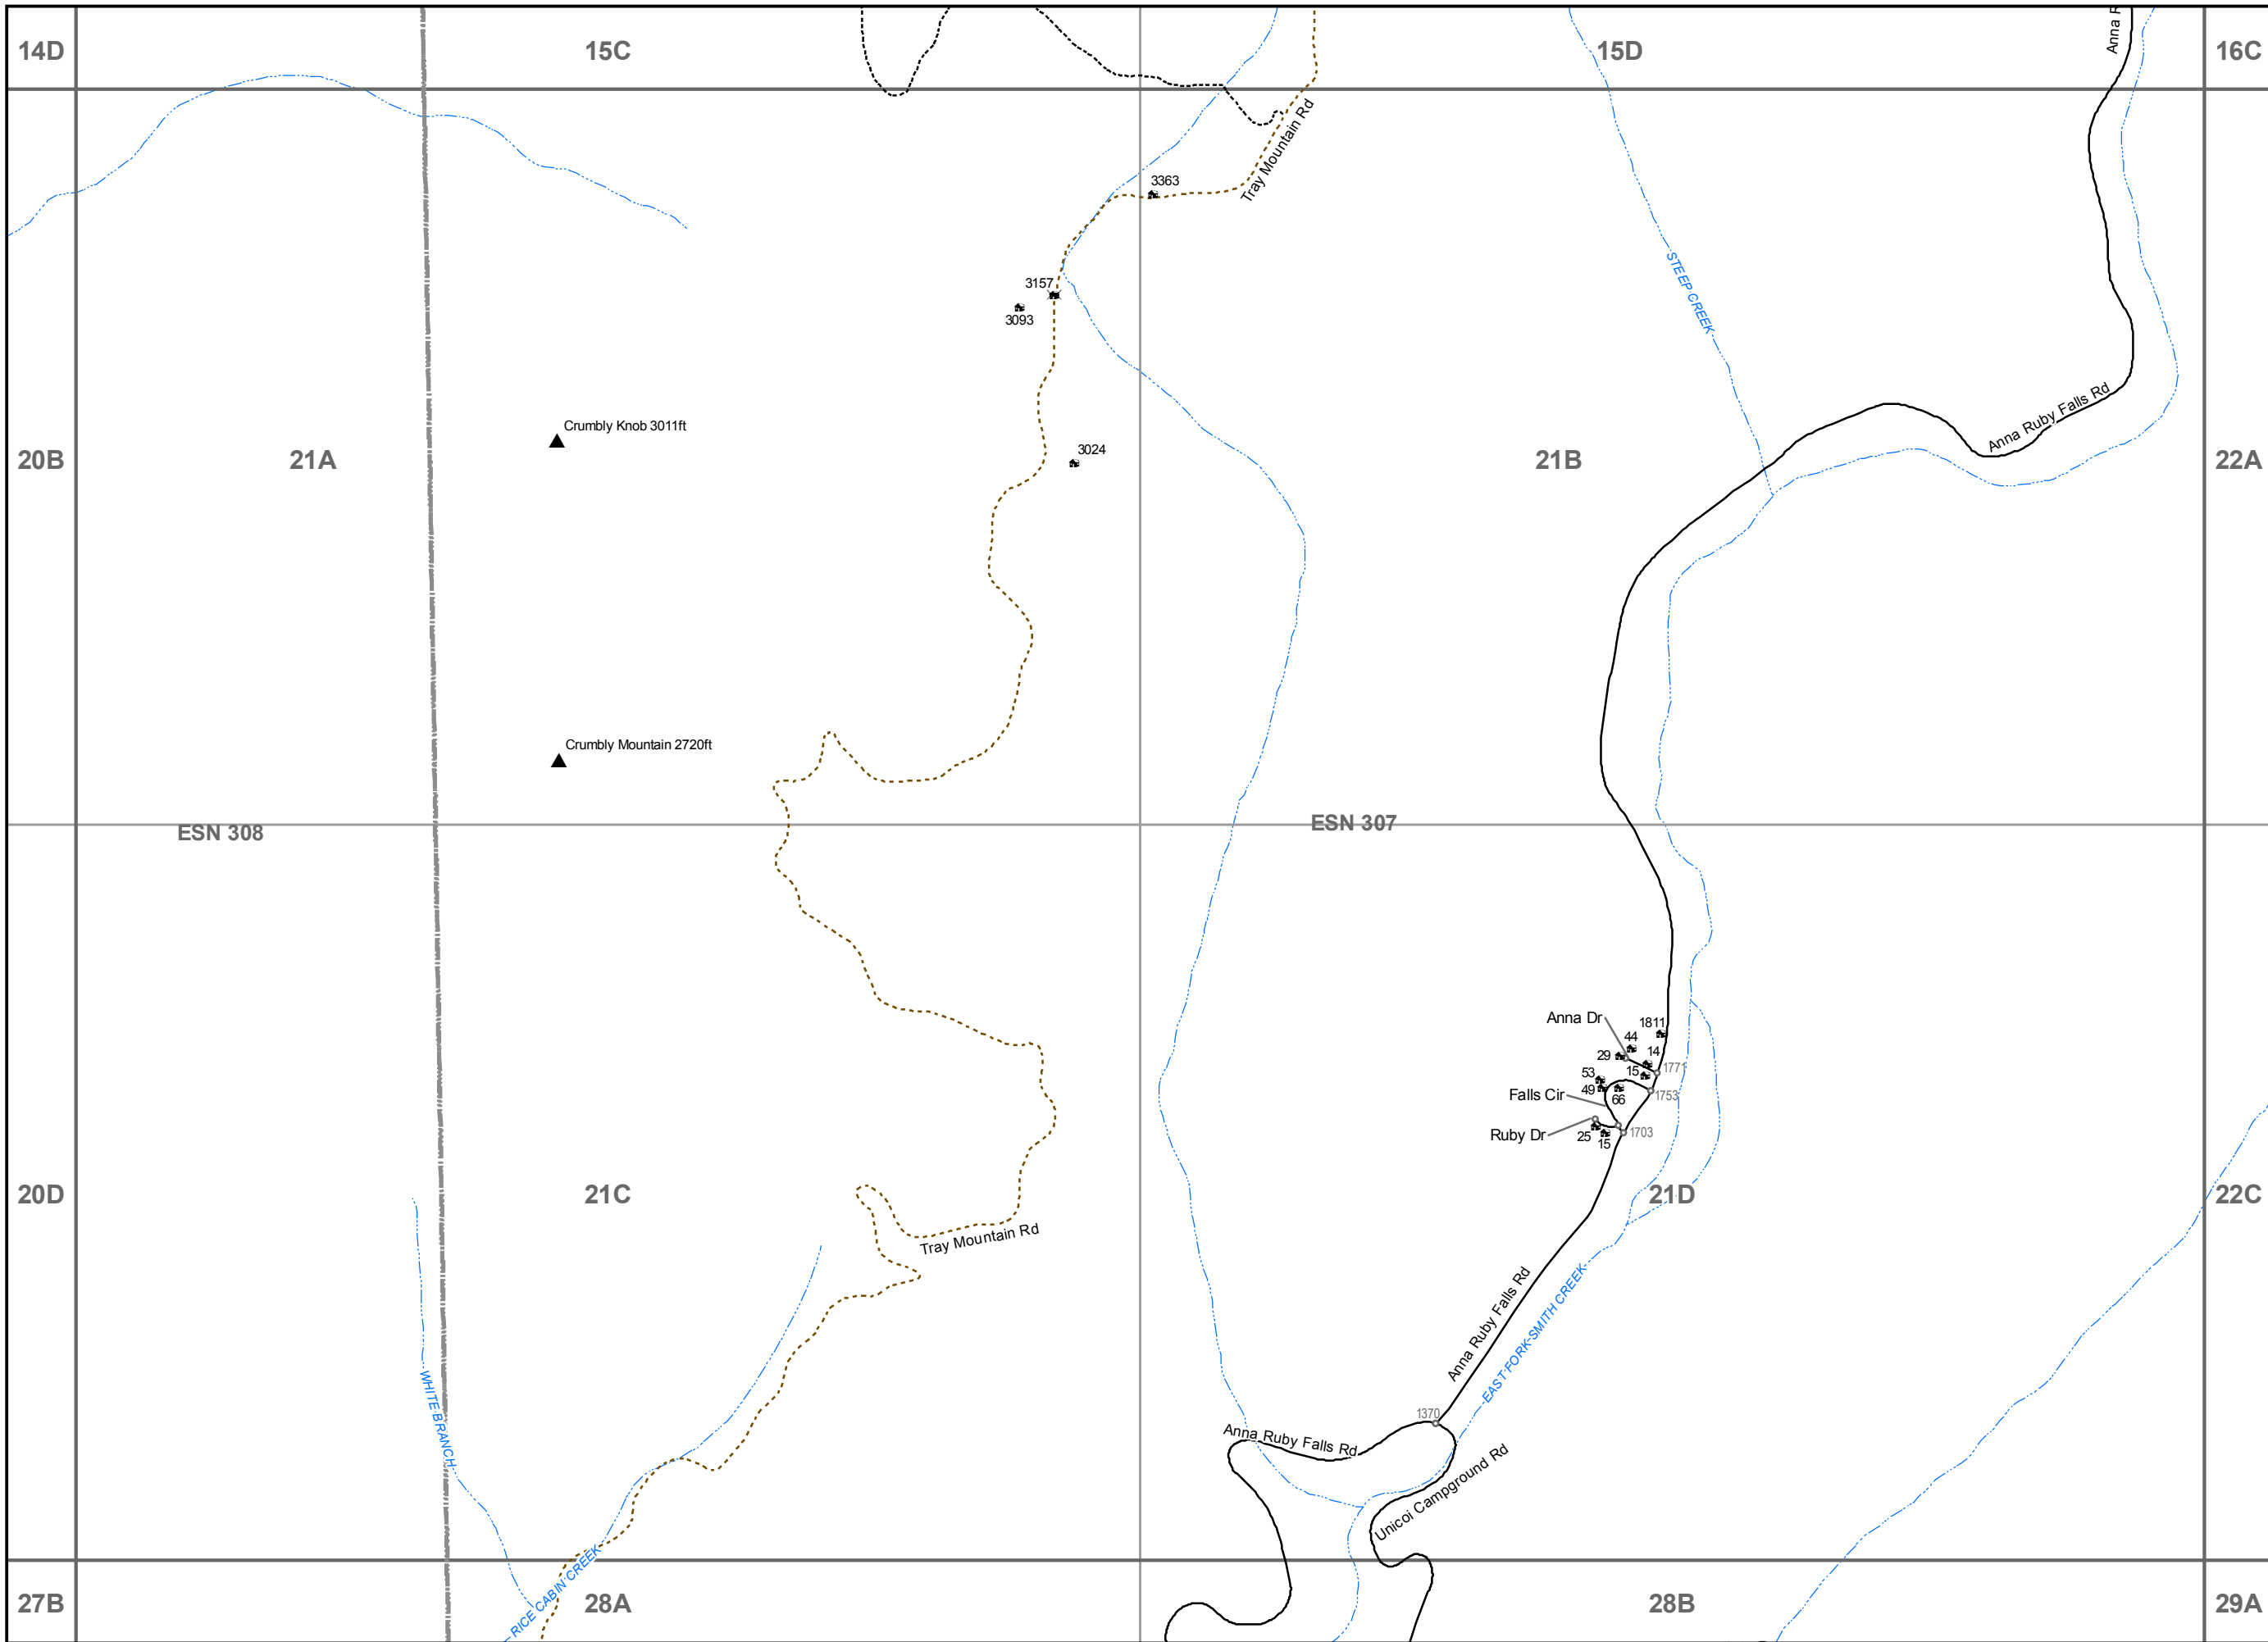 14D
15C
15D
16C
Anna R
Tray Mountain Rd
3363
STEEP CREEK
3157
3093
Anna Ruby Falls Rd
Crumbly Knob 3011ft
3024
20B
21A
21B
22A
Crumbly Mountain 2720ft
ESN 308
ESN 307
Anna Dr
1811
44
29
14
1771
15
53
49
66
1753
Falls Cir
Ruby Dr
25
15
1703
20D
21C
21D
22C
Tray Mountain Rd
Anna Ruby Falls Rd
EAST FORK SMITH CREEK
WHITE BRANCH
1370
Anna Ruby Falls Rd
Unicoi Campground Rd
RICE CABIN CREEK
27B
28A
28B
29A